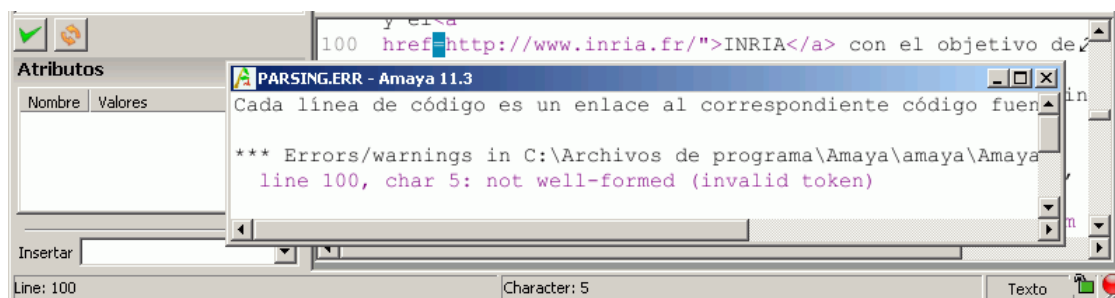 y el<a
100 href=http://www.inria.fr/">INRIA</a> con el objetivo de
Atributos
Nombre Valores
PARSING.ERR - Amaya 11.3
Cada línea de código es un enlace al correspondiente código fuen
in
*** Errors/warnings in C:\Archivos de programa\Amaya\amaya\Amaya
line 100, char 5: not well-formed (invalid token)
m
Insertar
Line: 100 Character: 5 Texto